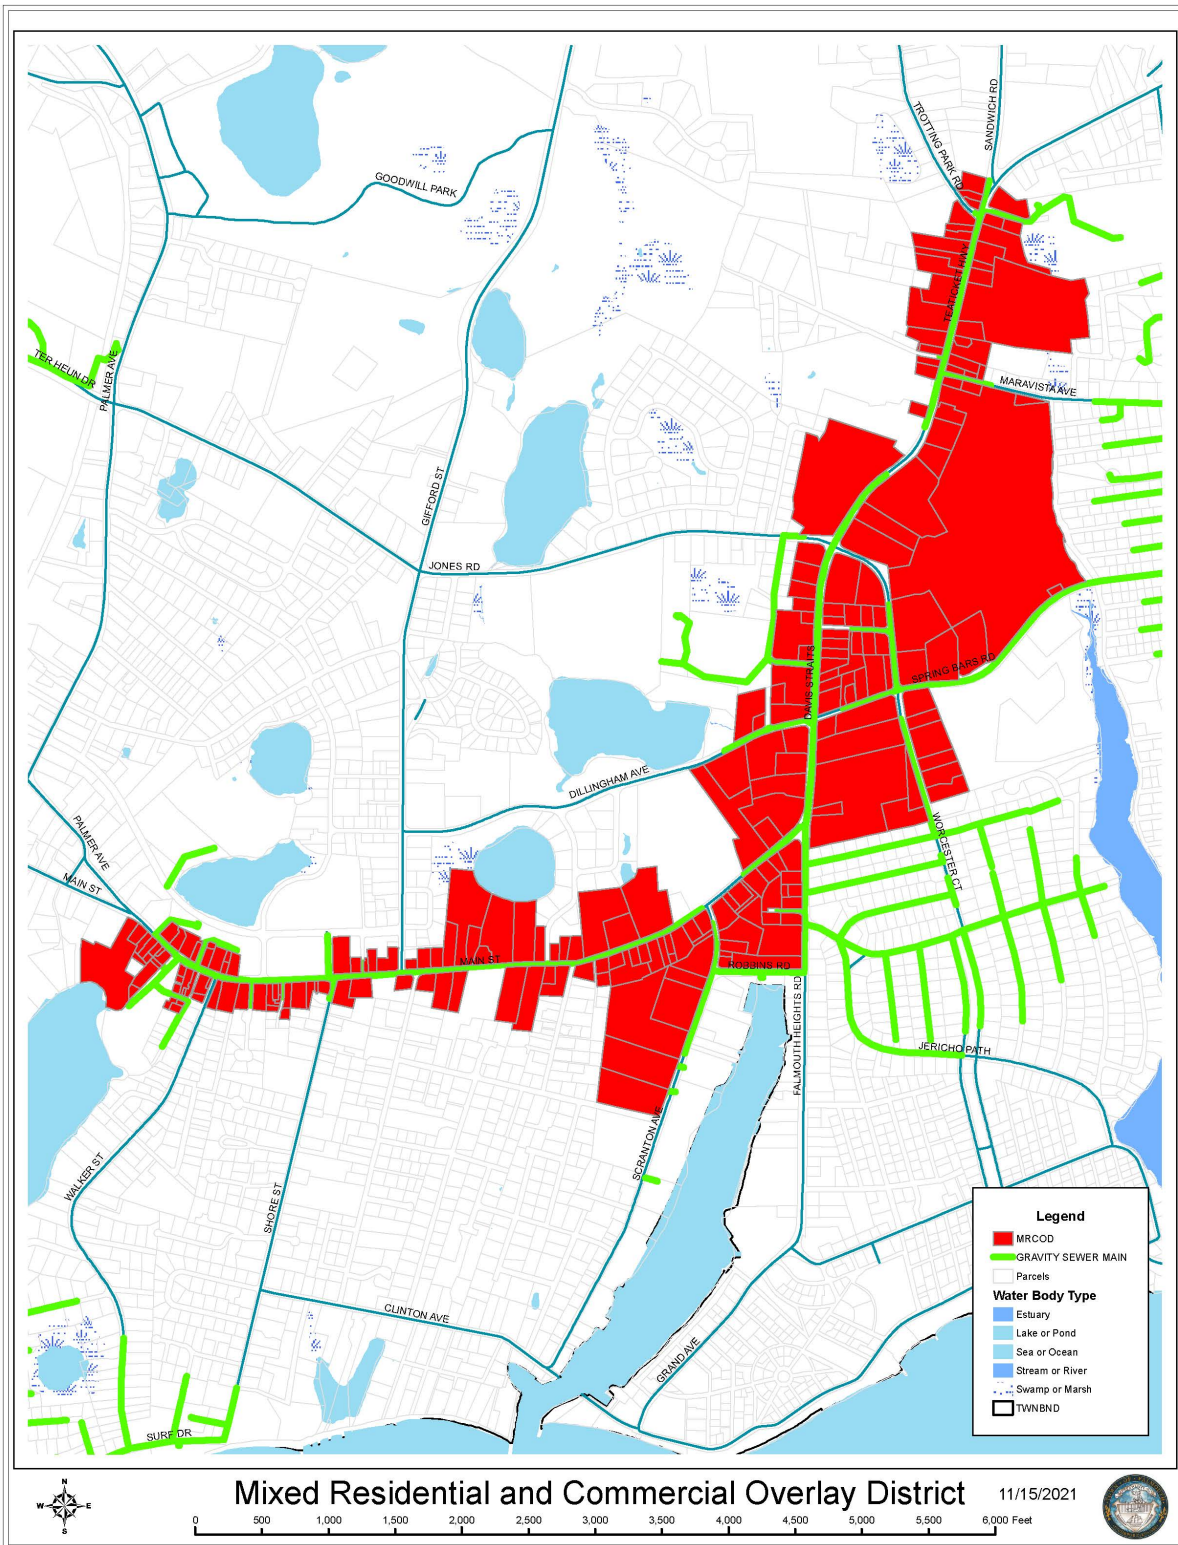 TROTTING PARK RD
SANDWICH RD
GOODWILL PARK
TEATICKET HWY
TER HEUN DR
PALMER AVE
MARAVISTA AVE
GIFFORD ST
JONES RD
DAVIS STRAITS
SPRING BARS RD
DILLINGHAM AVE
PALMER AVE
MAIN ST
WORCESTER CT
MAIN ST
ROBBINS RD
FALMOUTH HEIGHTS RD
JERICHO PATH
SCRANTON AVE
WALKER ST
SHORE ST
CLINTON AVE
GRAND AVE
SURF DR
Legend
MRCOD
GRAVITY SEWER MAIN
Parcels
Water Body Type
Estuary
Lake or Pond
Sea or Ocean
Stream or River
Swamp or Marsh
TWNBND
N
W E
S
Mixed Residential and Commercial Overlay District 11/15/2021
0 500 1,000 1,500 2,000 2,500 3,000 3,500 4,000 4,500 5,000 5,500 6,000 Feet